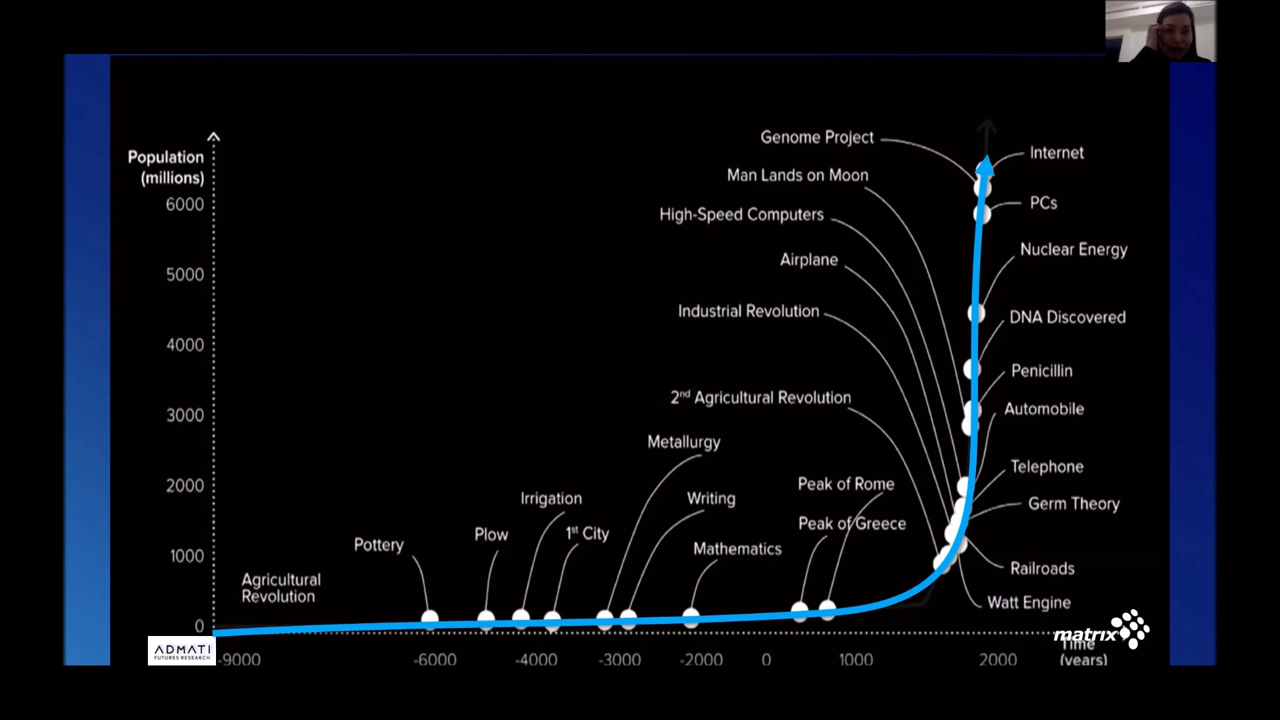 Population
(millions)
6000
5000
4000
3000
2000
1000
0
Genome Project
Man Lands on Moon
High-Speed Computers
Airplane
Industrial Revolution
2nd Agricultural Revolution
Metallurgy
Irrigation
Writing
Peak of Rome
Pottery
Plow
1st City
Peak of Greece
Mathematics
Agricultural
Revolution
Internet
PCs
Nuclear Energy
DNA Discovered
Penicillin
Automobile
Telephone
Germ Theory
Railroads
Watt Engine
matrix
Time
(years)
ADMATI
FUTURES RESEARCH
-9000 -6000 -4000 -3000 -2000 0 1000 2000